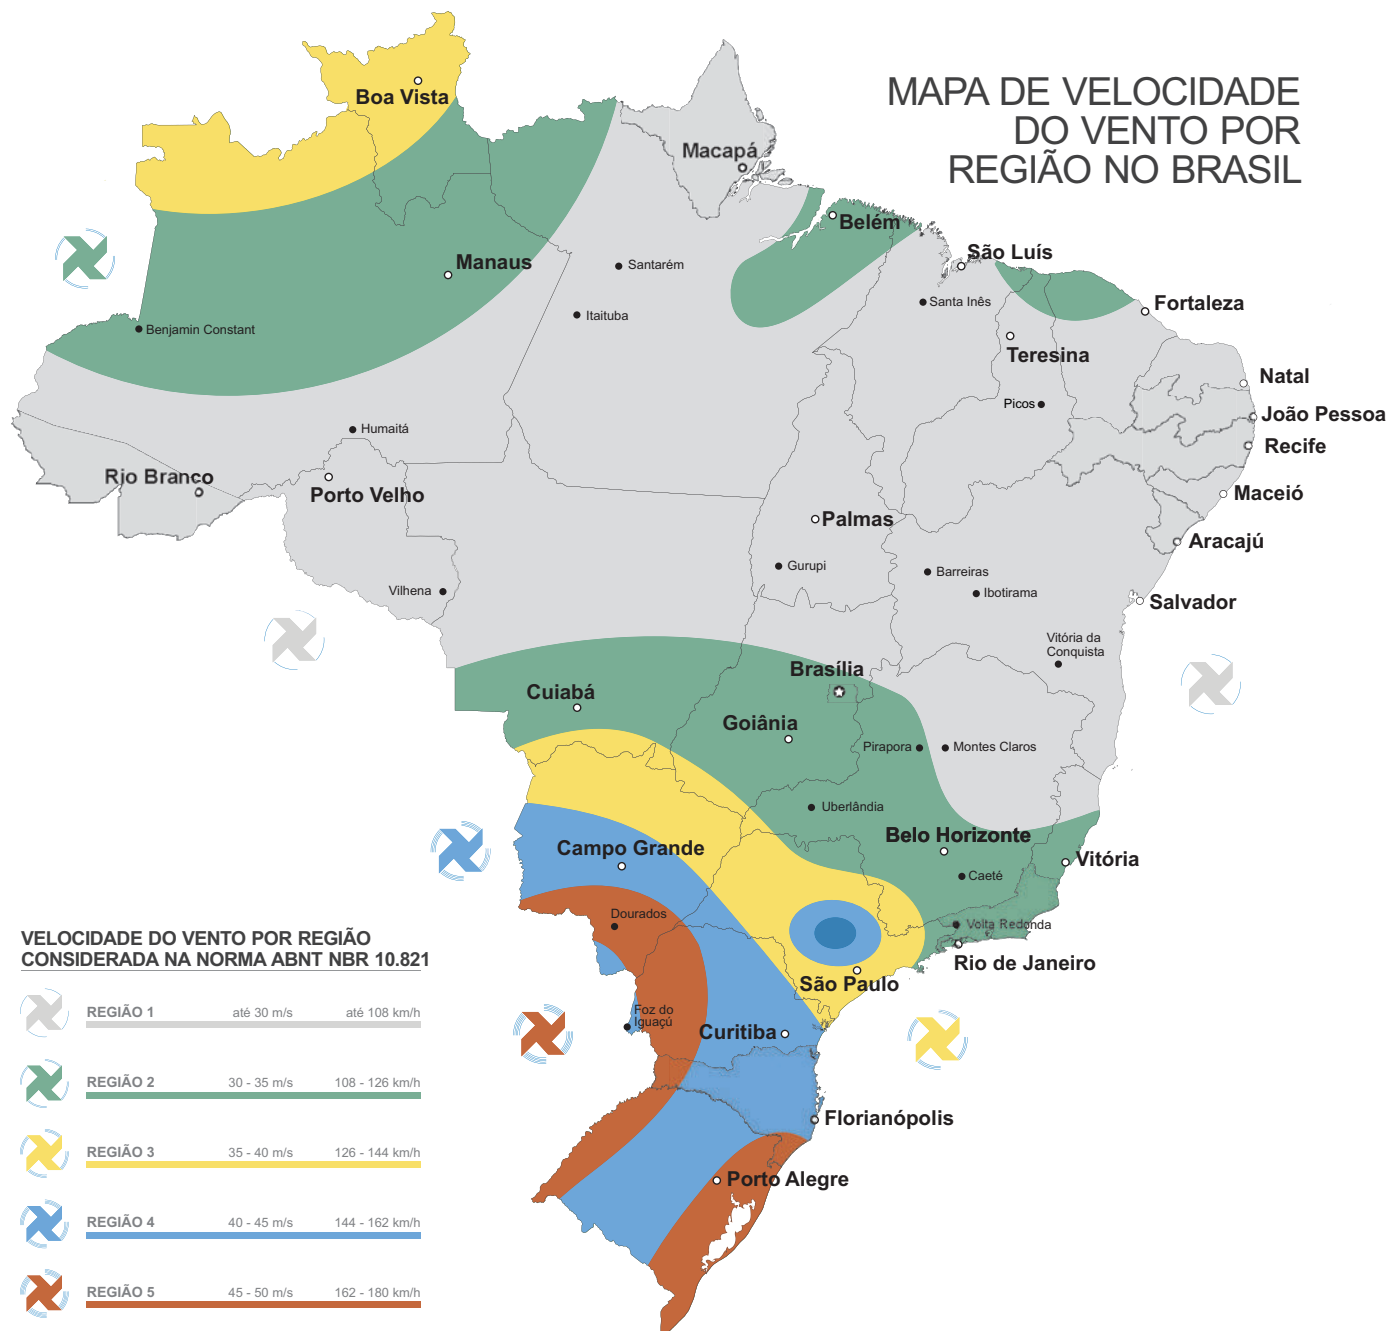 MAPA DE VELOCIDADE
DO VENTO POR
REGIÃO NO BRASIL
Boa Vista
Macapá
Belém
Manaus
Santarém
São Luís
Santa Inês
Fortaleza
Itaituba
Benjamin Constant
Teresina
Natal
Picos
João Pessoa
Humaitá
Recife
Rio Branco
Porto Velho
Maceió
Palmas
Aracajú
Gurupi
Barreiras
Vilhena
Ibotirama
Salvador
Vitória da
Conquista
Brasília
Cuiabá
Goiânia
Pirapora
Montes Claros
Uberlândia
Belo Horizonte
Campo Grande
Vitória
Caeté
Dourados
Volta Redonda
Rio de Janeiro
São Paulo
Foz do
Iguaçú
Curitiba
Florianópolis
Porto Alegre
VELOCIDADE DO VENTO POR REGIÃO
CONSIDERADA NA NORMA ABNT NBR 10.821
REGIÃO 1 até 30 m/s até 108 km/h
REGIÃO 2 30 - 35 m/s 108 - 126 km/h
REGIÃO 3 35 - 40 m/s 126 - 144 km/h
REGIÃO 4 40 - 45 m/s 144 - 162 km/h
REGIÃO 5 45 - 50 m/s 162 - 180 km/h